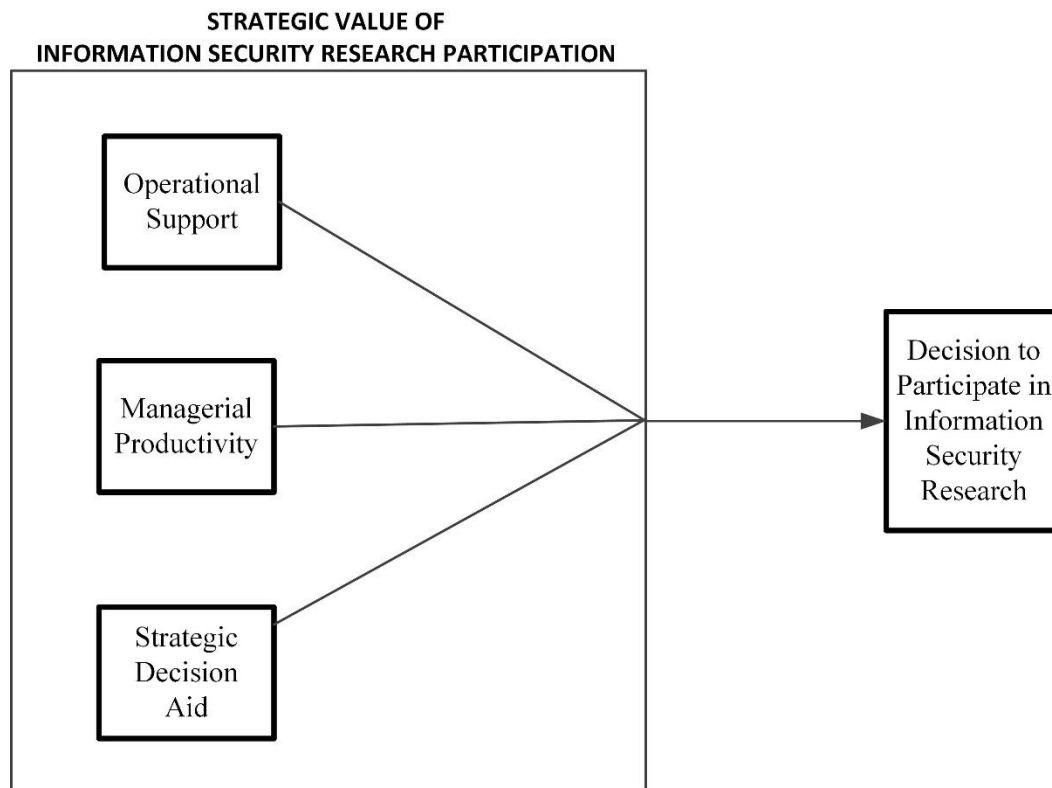 STRATEGIC VALUE OF
INFORMATION SECURITY RESEARCH PARTICIPATION
Operational
Support
Managerial
Productivity
Strategic
Decision
Aid
Decision to
Participate in
Information
Security
Research